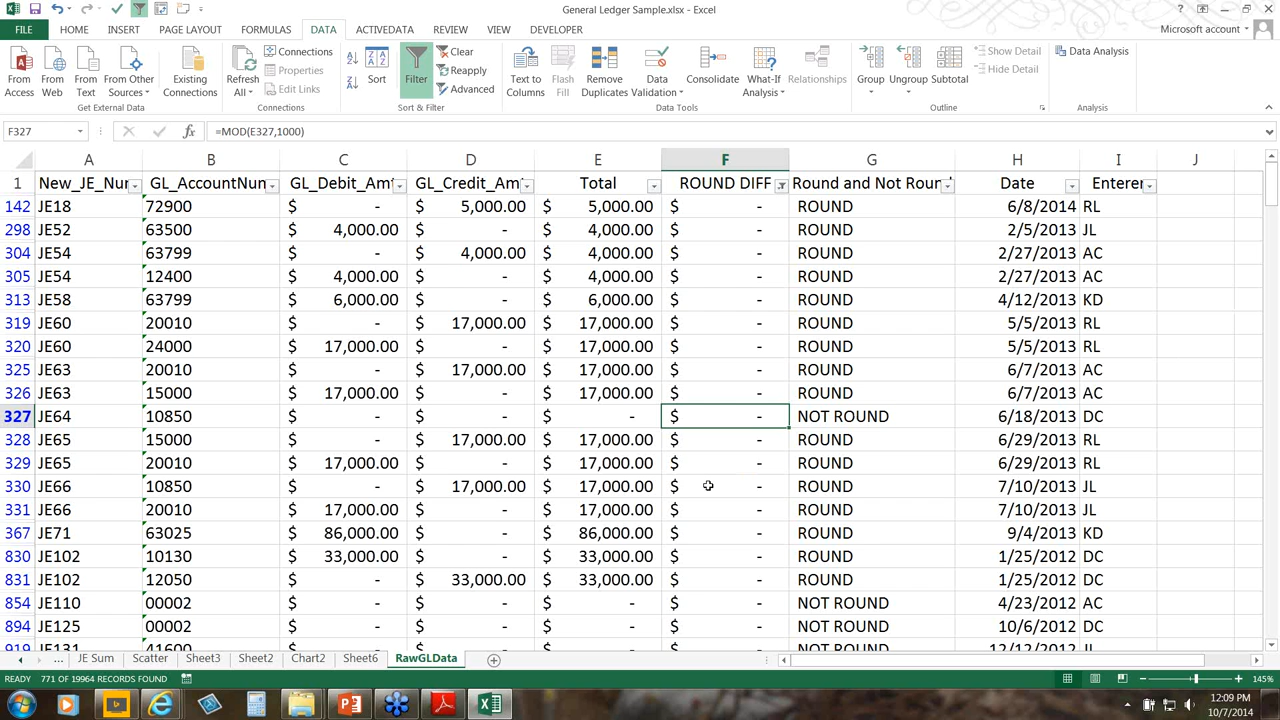 General Ledger Sample.xlsx - Excel
FILE HOME INSERT PAGE LAYOUT FORMULAS DATA ACTIVEDATA REVIEW VIEW DEVELOPER Microsoft account
From Access
From Web
From Text
From Other Sources
Existing Connections
Get External Data
Refresh All
Connections
Properties
Edit Links
Connections
Sort
Filter
Clear
Reapply
Advanced
Sort & Filter
Text to Columns
Flash Fill
Remove Duplicates
Data Validation
Consolidate
What-If Analysis
Relationships
Data Tools
Group
Ungroup
Subtotal
Show Detail
Hide Detail
Outline
Data Analysis
Analysis
F327 fx =MOD(E327,1000)
A B C D E F G H I J
1 New_JE_Nur GL_AccountNun GL_Debit_Amt GL_Credit_Amt Total ROUND DIFF Round and Not Roun Date Enterer
142 JE18 72900 $ - $ 5,000.00 $ 5,000.00 $ - ROUND 6/8/2014 RL
298 JE52 63500 $ 4,000.00 $ - $ 4,000.00 $ - ROUND 2/5/2013 JL
304 JE54 63799 $ - $ 4,000.00 $ 4,000.00 $ - ROUND 2/27/2013 AC
305 JE54 12400 $ 4,000.00 $ - $ 4,000.00 $ - ROUND 2/27/2013 AC
313 JE58 63799 $ 6,000.00 $ - $ 6,000.00 $ - ROUND 4/12/2013 KD
319 JE60 20010 $ - $ 17,000.00 $ 17,000.00 $ - ROUND 5/5/2013 RL
320 JE60 24000 $ 17,000.00 $ - $ 17,000.00 $ - ROUND 5/5/2013 RL
325 JE63 20010 $ - $ 17,000.00 $ 17,000.00 $ - ROUND 6/7/2013 AC
326 JE63 15000 $ 17,000.00 $ - $ 17,000.00 $ - ROUND 6/7/2013 AC
327 JE64 10850 $ - $ - $ - $ - NOT ROUND 6/18/2013 DC
328 JE65 15000 $ - $ 17,000.00 $ 17,000.00 $ - ROUND 6/29/2013 RL
329 JE65 20010 $ 17,000.00 $ - $ 17,000.00 $ - ROUND 6/29/2013 RL
330 JE66 10850 $ - $ 17,000.00 $ 17,000.00 $ - ROUND 7/10/2013 JL
331 JE66 20010 $ 17,000.00 $ - $ 17,000.00 $ - ROUND 7/10/2013 JL
367 JE71 63025 $ 86,000.00 $ - $ 86,000.00 $ - ROUND 9/4/2013 KD
830 JE102 10130 $ 33,000.00 $ - $ 33,000.00 $ - ROUND 1/25/2012 DC
831 JE102 12050 $ - $ 33,000.00 $ 33,000.00 $ - ROUND 1/25/2012 DC
854 JE110 00002 $ - $ - $ - $ - NOT ROUND 4/23/2012 AC
894 JE125 00002 $ - $ - $ - $ - NOT ROUND 10/6/2012 DC
919 JE131 41600 $ - $ - $ - $ - NOT ROUND 12/12/2012 JL
... JE Sum Scatter Sheet3 Sheet2 Chart2 Sheet6 RawGLData
READY 771 OF 19964 RECORDS FOUND 145%
12:09 PM
10/7/2014